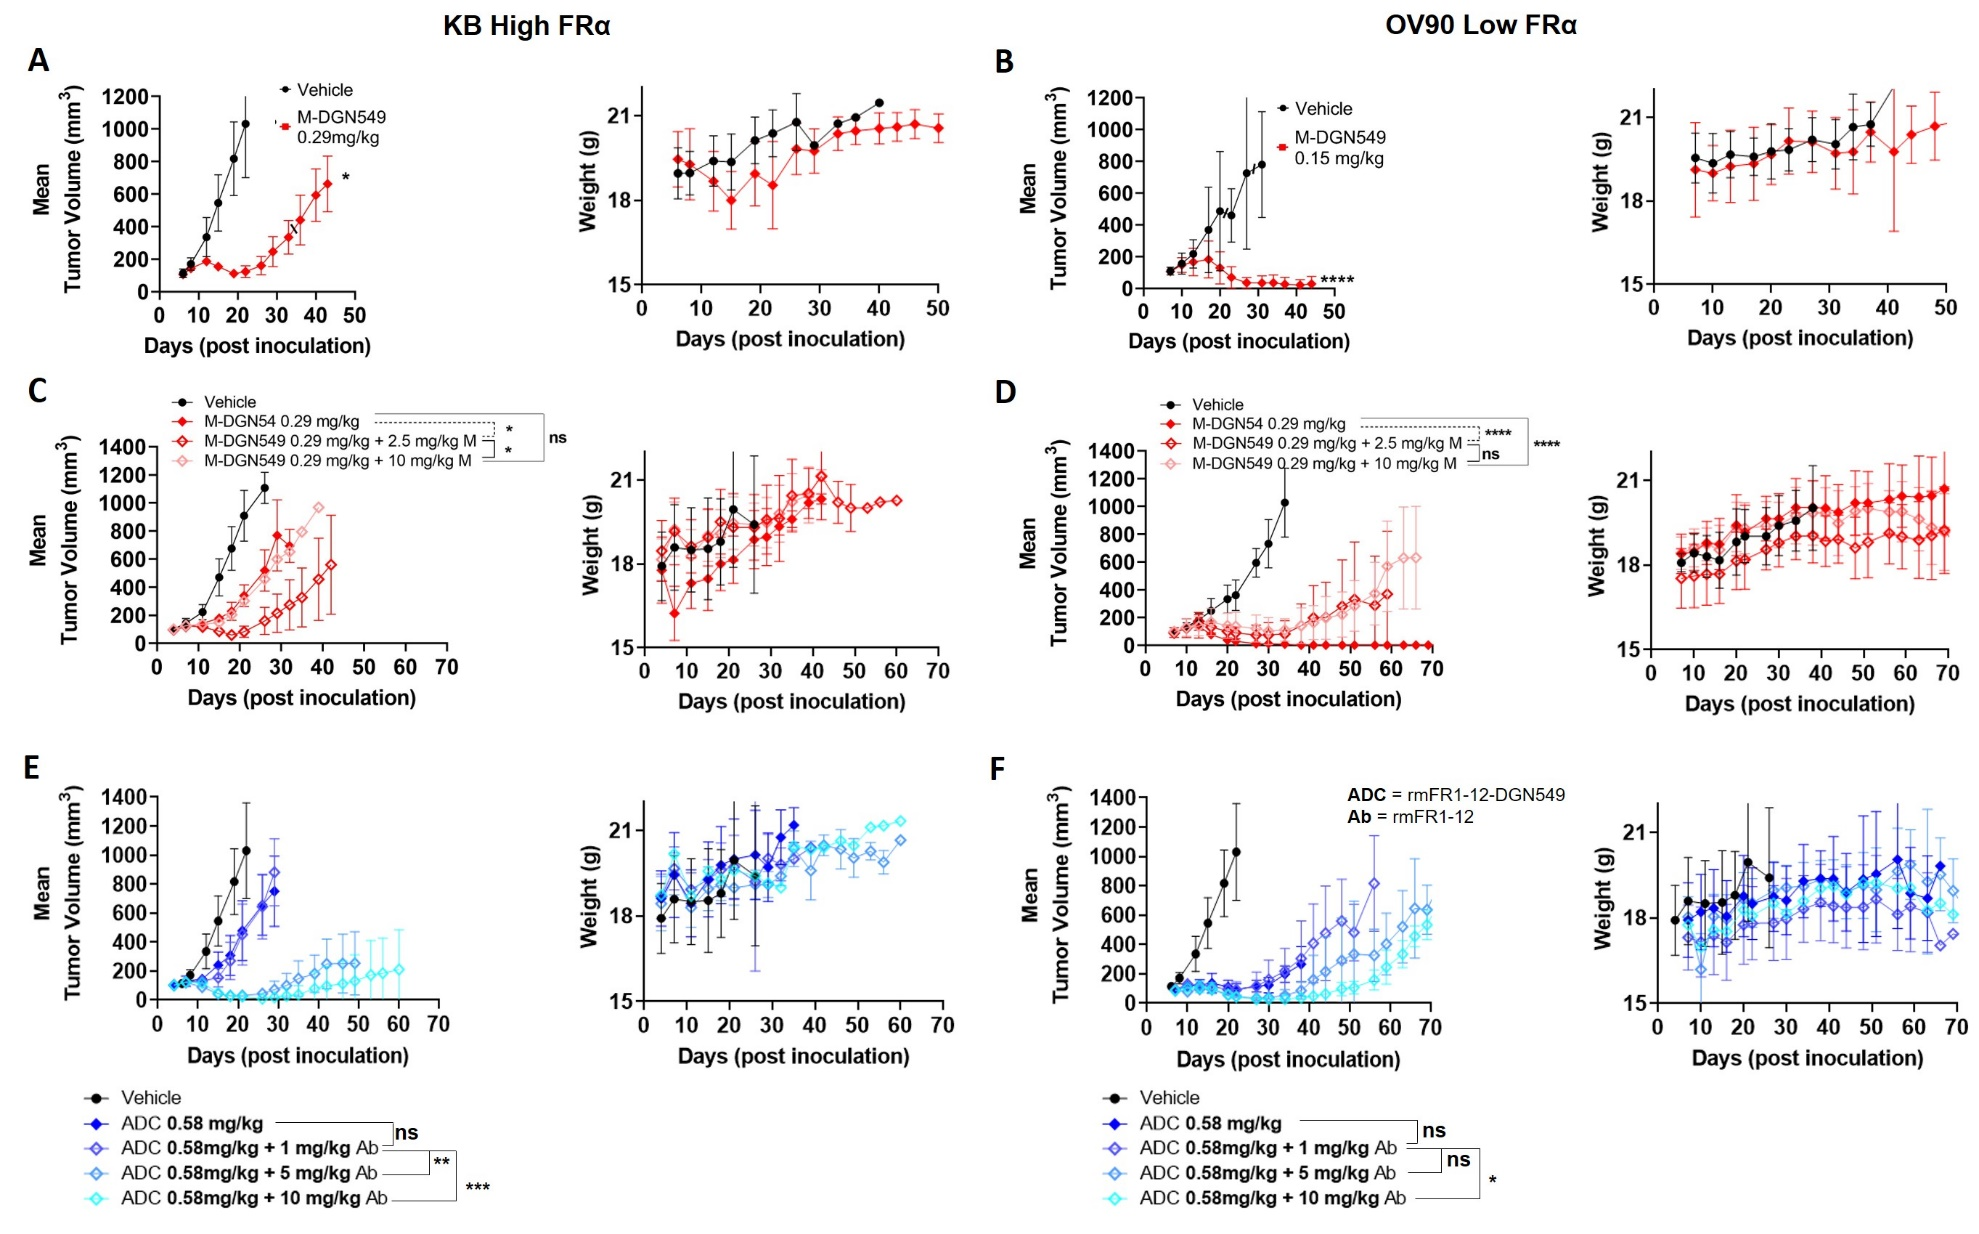 KB High FRα
OV90 Low FRα
A
Mean
Tumor Volume (mm3)
1200
1000
800
600
400
200
0
0 10 20 30 40 50
Days (post inoculation)
Vehicle
M-DGN549
0.29mg/kg
*
Weight (g)
21
18
15
0 10 20 30 40 50
Days (post inoculation)
B
Mean
Tumor Volume (mm3)
1200
1000
800
600
400
200
0
0 10 20 30 40 50
Days (post inoculation)
Vehicle
M-DGN549
0.15 mg/kg
****
Weight (g)
21
18
15
0 10 20 30 40 50
Days (post inoculation)
C
Vehicle
M-DGN54 0.29 mg/kg
M-DGN549 0.29 mg/kg + 2.5 mg/kg M
M-DGN549 0.29 mg/kg + 10 mg/kg M
*
*
ns
Mean
Tumor Volume (mm3)
1400
1200
1000
800
600
400
200
0
0 10 20 30 40 50 60 70
Days (post inoculation)
Weight (g)
21
18
15
0 10 20 30 40 50 60 70
Days (post inoculation)
D
Vehicle
M-DGN54 0.29 mg/kg
M-DGN549 0.29 mg/kg + 2.5 mg/kg M
M-DGN549 0.29 mg/kg + 10 mg/kg M
****
ns
****
Mean
Tumor Volume (mm3)
1400
1200
1000
800
600
400
200
0
0 10 20 30 40 50 60 70
Days (post inoculation)
Weight (g)
21
18
15
0 10 20 30 40 50 60 70
Days (post inoculation)
E
Mean
Tumor Volume (mm3)
1400
1200
1000
800
600
400
200
0
0 10 20 30 40 50 60 70
Days (post inoculation)
Weight (g)
21
18
15
0 10 20 30 40 50 60 70
Days (post inoculation)
Vehicle
ADC 0.58 mg/kg
ADC 0.58mg/kg + 1 mg/kg Ab
ADC 0.58mg/kg + 5 mg/kg Ab
ADC 0.58mg/kg + 10 mg/kg Ab
ns
**
***
F
ADC = rmFR1-12-DGN549
Ab = rmFR1-12
Mean
Tumor Volume (mm3)
1400
1200
1000
800
600
400
200
0
0 10 20 30 40 50 60 70
Days (post inoculation)
Weight (g)
21
18
15
0 10 20 30 40 50 60 70
Days (post inoculation)
Vehicle
ADC 0.58 mg/kg
ADC 0.58mg/kg + 1 mg/kg Ab
ADC 0.58mg/kg + 5 mg/kg Ab
ADC 0.58mg/kg + 10 mg/kg Ab
ns
ns
*